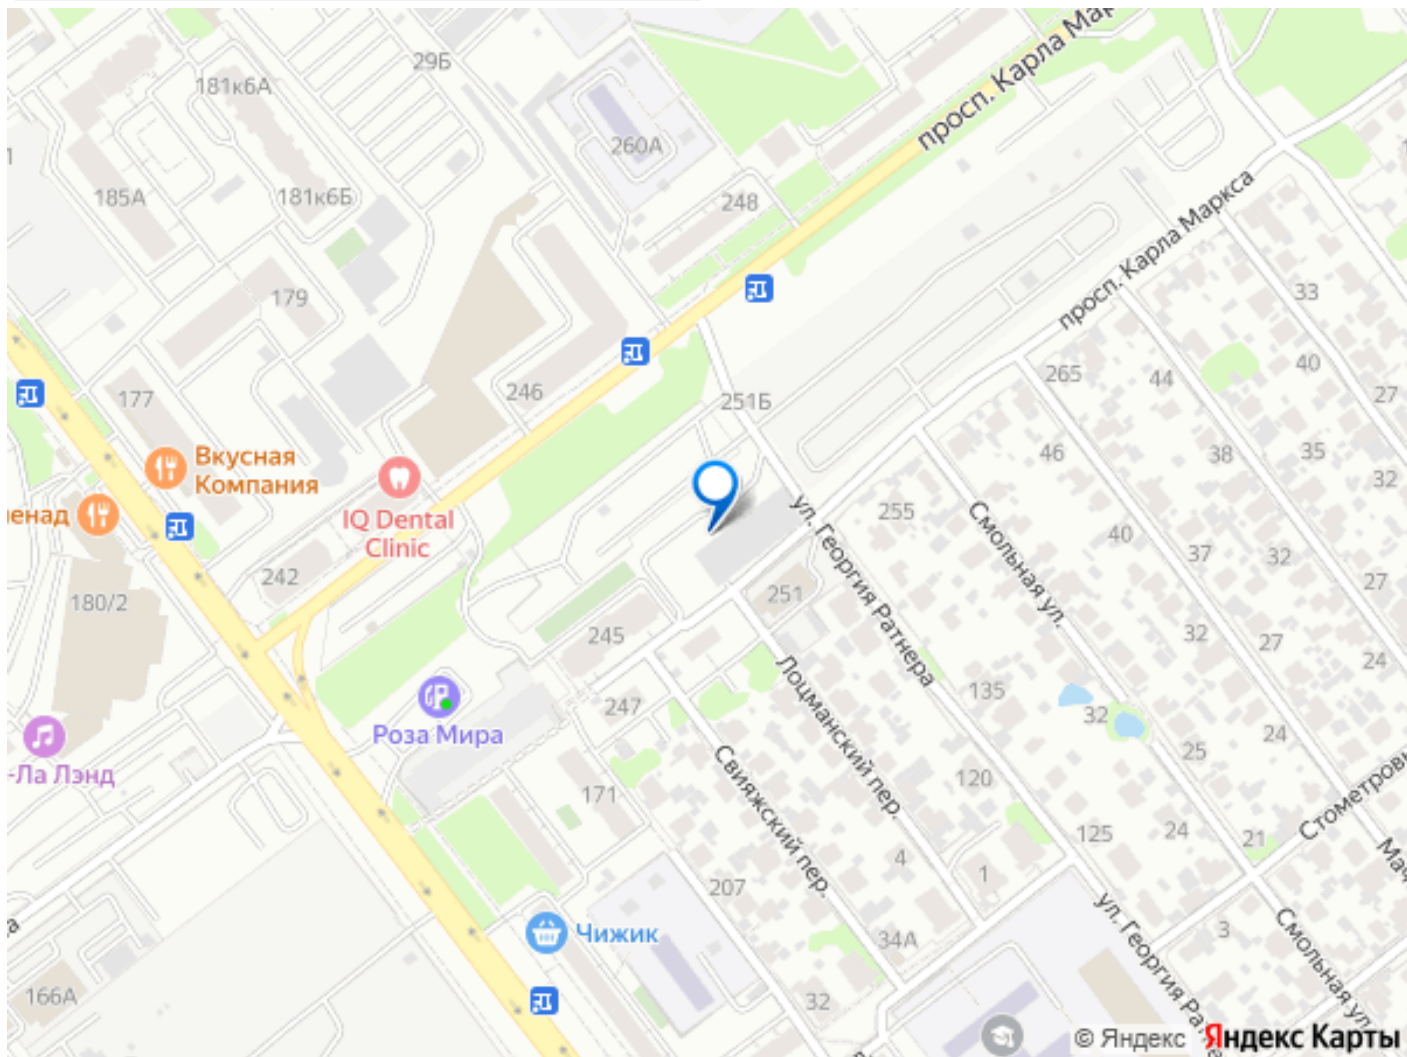 просп. Карла Мар
29Б
181к6А
260А
185А
181к6Б
248
просп. Карла Маркса
179
33
265
44
40
27
246
251Б
177
Вкусная
Компания
46
38
35
32
IQ Dental
Clinic
енад
255
ул. Георгия Ратнера
Смольная ул.
40
37
32
27
242
180/2
251
245
32
27
24
Лоцманский пер.
135
247
32
24
25
Роза Мира
-Ла Лэнд
Свияжский пер.
120
171
Стометровы
125
24
21
Мач
4
1
207
ул. Георгия Ра
3
Смольная ул.
Чижик
34А
166А
32
© Яндекс
Яндекс Карты